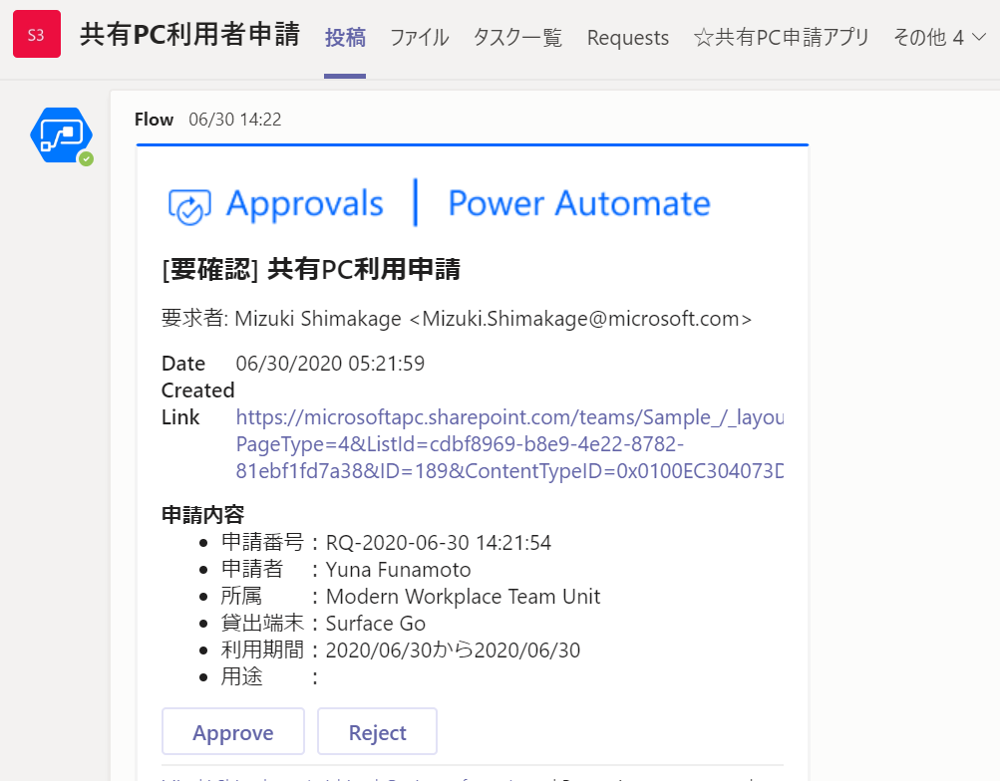 S3 共有PC利用者申請 投稿 ファイル タスク一覧 Requests ☆共有PC申請アプリ その他 4
Flow 06/30 14:22
Approvals | Power Automate
[要確認] 共有PC利用申請
要求者: Mizuki Shimakage <Mizuki.Shimakage@microsoft.com>
Date 06/30/2020 05:21:59
Created
Link https://microsoftapc.sharepoint.com/teams/Sample_/_layou
PageType=4&ListId=cdbf8969-b8e9-4e22-8782-
81ebf1fd7a38&ID=189&ContentTypeID=0x0100EC304073D
申請内容
• 申請番号：RQ-2020-06-30 14:21:54
• 申請者　：Yuna Funamoto
• 所属　　：Modern Workplace Team Unit
• 貸出端末：Surface Go
• 利用期間：2020/06/30から2020/06/30
• 用途　　：
Approve Reject